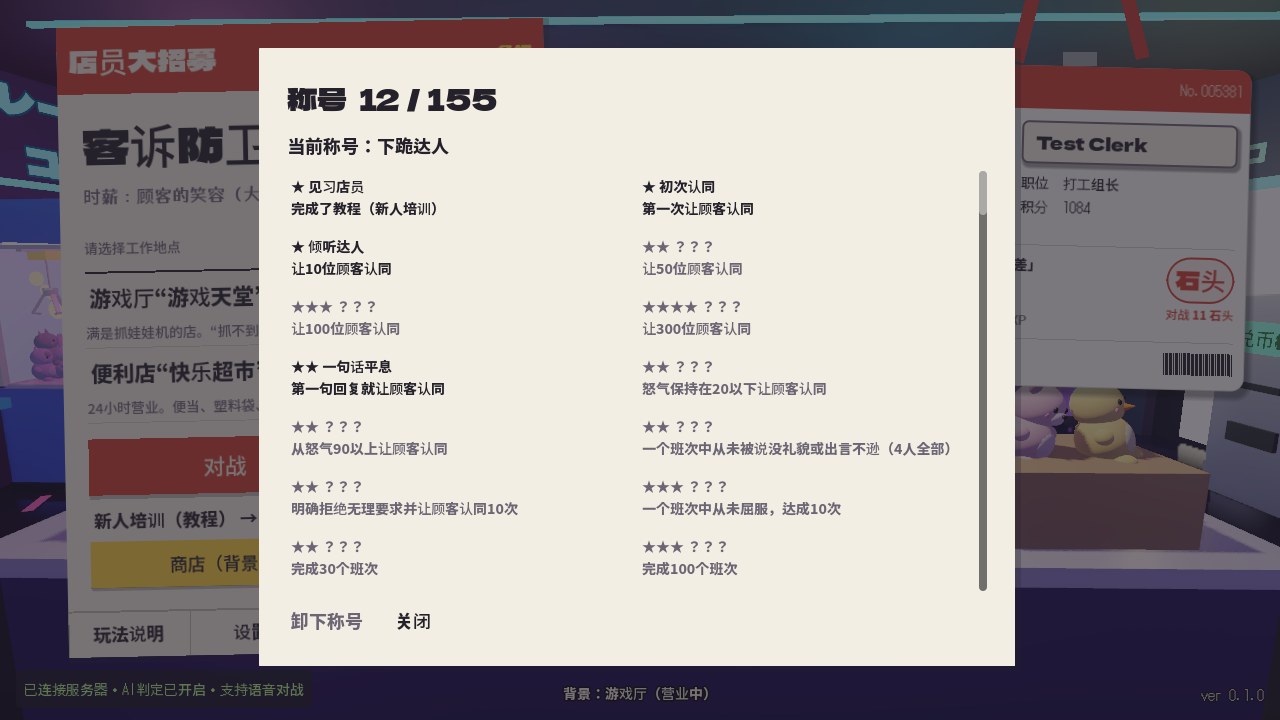 店员大招募
客诉防卫
时薪：顾客的笑容（大
请选择工作地点
游戏厅“游戏天堂”
满是抓娃娃机的店。“抓不到
便利店“快乐超市”
24小时营业。便当、塑料袋、
对战
新人培训（教程） →
商店（背景
玩法说明
设置
已连接服务器・AI判定已开启・支持语音对战
称号 12 / 155
当前称号：下跪达人
★ 见习店员
完成了教程（新人培训）
★ 初次认同
第一次让顾客认同
★ 倾听达人
让10位顾客认同
★★ ？？？
让50位顾客认同
★★★ ？？？
让100位顾客认同
★★★★ ？？？
让300位顾客认同
★★ 一句话平息
第一句回复就让顾客认同
★★ ？？？
怒气保持在20以下让顾客认同
★★ ？？？
从怒气90以上让顾客认同
★★ ？？？
一个班次中从未被说没礼貌或出言不逊（4人全部）
★★ ？？？
明确拒绝无理要求并让顾客认同10次
★★★ ？？？
一个班次中从未屈服，达成10次
★★ ？？？
完成30个班次
★★★ ？？？
完成100个班次
卸下称号
关闭
背景：游戏厅（营业中）
No. 005381
Test Clerk
职位 打工组长
积分 1084
差」
石头
对战 11 石头
XP
ver 0.1.0